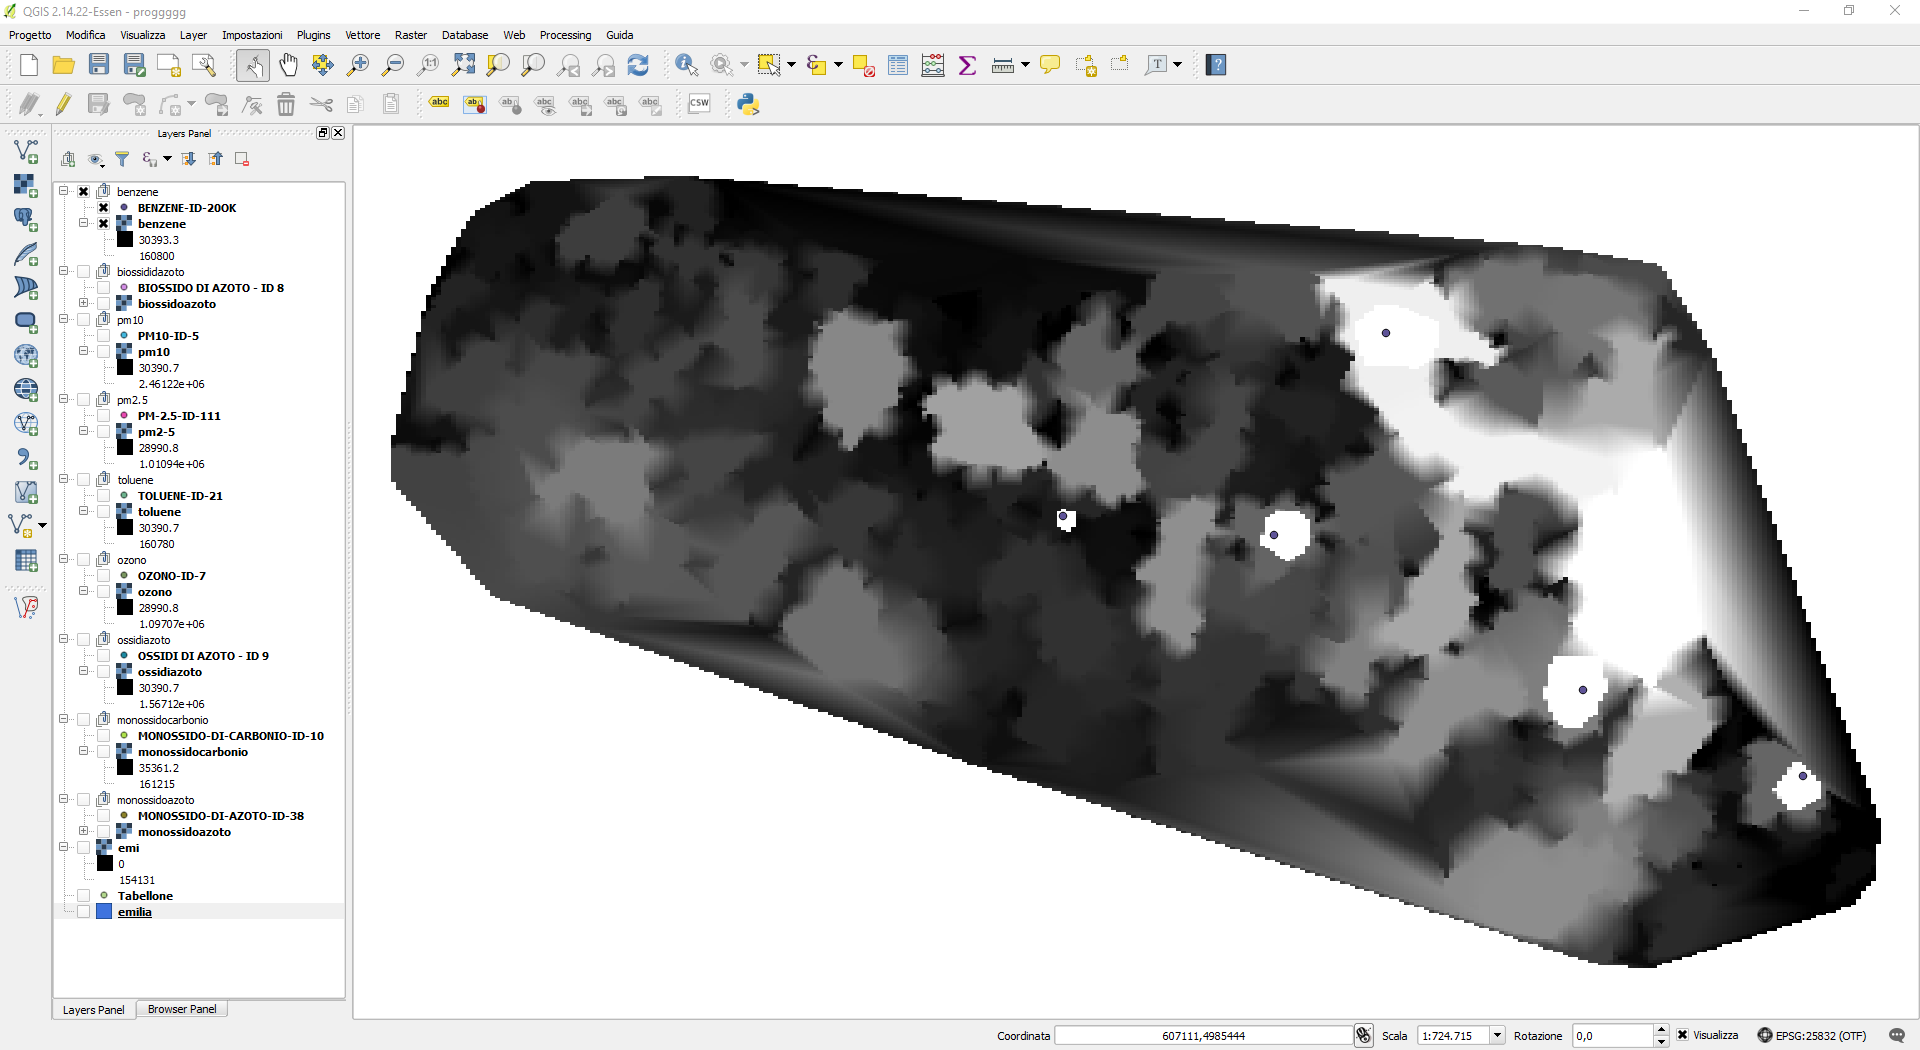 QGIS 2.14.22-Essen - proggggg
Progetto Modifica Visualizza Layer Impostazioni Plugins Vettore Raster Database Web Processing Guida
Layers Panel
benzene
BENZENE-ID-20OK
benzene
30393.3
160800
biossididazoto
BIOSSIDO DI AZOTO - ID 8
biossidoazoto
pm10
PM10-ID-5
pm10
30390.7
2.46122e+06
pm2.5
PM-2.5-ID-111
pm2-5
28990.8
1.01094e+06
toluene
TOLUENE-ID-21
toluene
30390.7
160780
ozono
OZONO-ID-7
ozono
28990.8
1.09707e+06
ossidiazoto
OSSIDI DI AZOTO - ID 9
ossidiazoto
30390.7
1.56712e+06
monossidocarbonio
MONOSSIDO-DI-CARBONIO-ID-10
monossidocarbonio
35361.2
161215
monossidoazoto
MONOSSIDO-DI-AZOTO-ID-38
monossidoazoto
emi
0
154131
Tabellone
emilia
Layers Panel Browser Panel
Coordinata 607111,4985444 Scala 1:724.715 Rotazione 0,0 Visualizza EPSG:25832 (OTF)